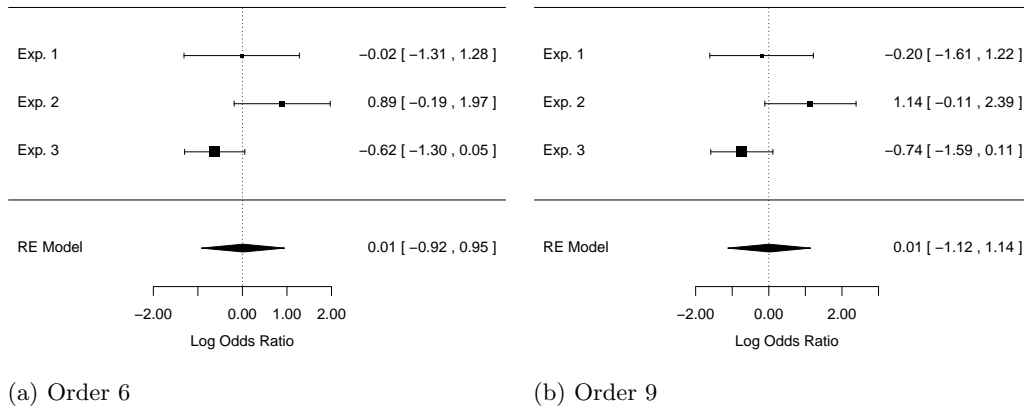 Exp. 1 −0.02 [ −1.31 , 1.28 ]
Exp. 2 0.89 [ −0.19 , 1.97 ]
Exp. 3 −0.62 [ −1.30 , 0.05 ]
RE Model 0.01 [ −0.92 , 0.95 ]
−2.00 0.00 1.00 2.00
Log Odds Ratio
(a) Order 6
Exp. 1 −0.20 [ −1.61 , 1.22 ]
Exp. 2 1.14 [ −0.11 , 2.39 ]
Exp. 3 −0.74 [ −1.59 , 0.11 ]
RE Model 0.01 [ −1.12 , 1.14 ]
−2.00 0.00 2.00
Log Odds Ratio
(b) Order 9